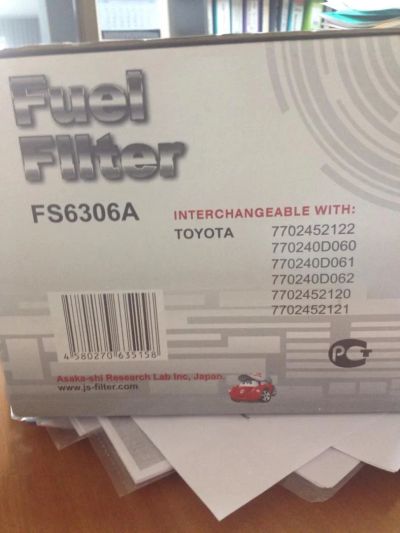 Fuel
Filter
FS6306A
INTERCHANGEABLE WITH:
TOYOTA 7702452122
770240D060
770240D061
770240D062
7702452120
7702452121
4 580270 635158
Asaka-shi Research Lab Inc, Japan.
www.js-filter.com
РСТ